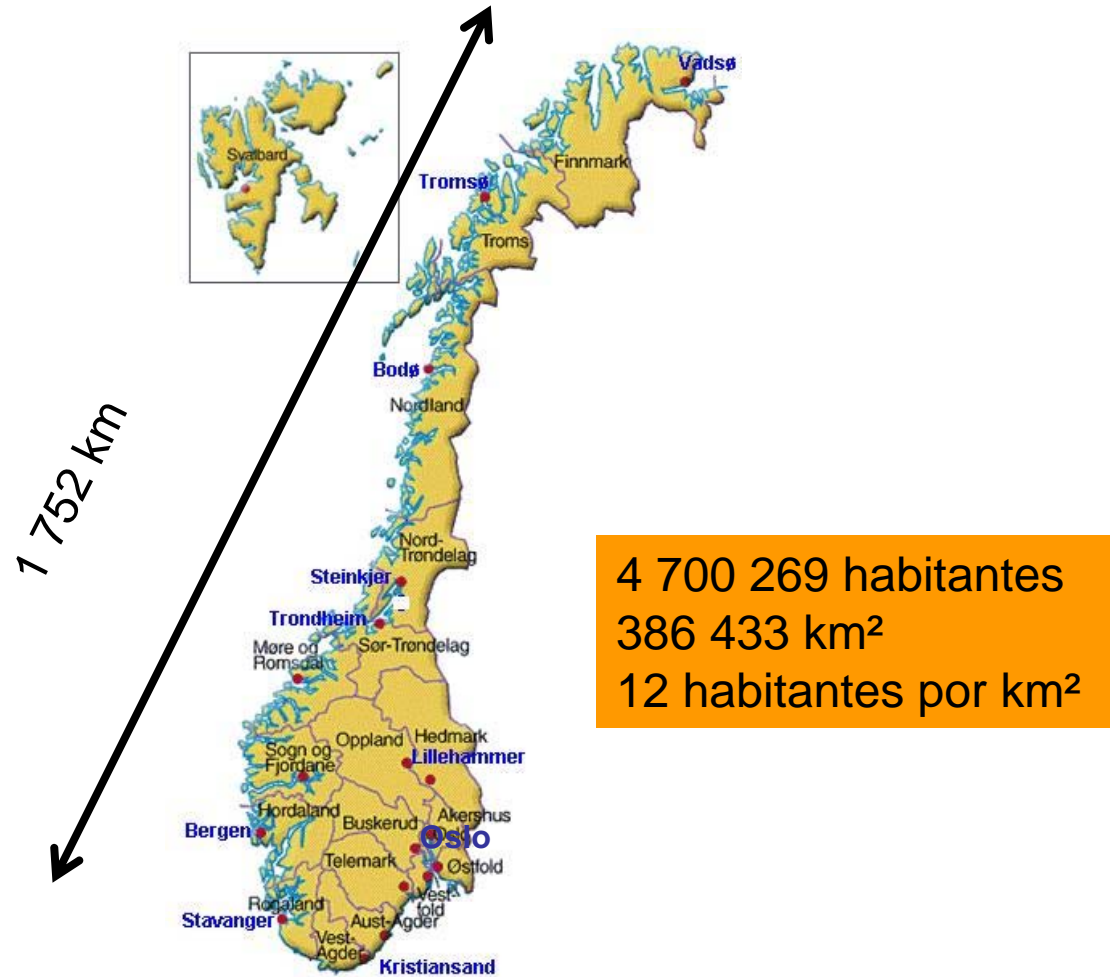 Vadsø
Svalbard
Finnmark
Tromsø
Troms
Bodø
Nordland
1 752 km
Nord-
Trøndelag
Steinkjer
4 700 269 habitantes
386 433 km²
12 habitantes por km²
Trondheim
Sør-Trøndelag
Møre og
Romsdal
Hedmark
Oppland
Lillehammer
Sogn og
Fjordane
Hordaland
Akershus
Buskerud
Bergen
Oslo
Telemark
Østfold
Vest-
fold
Rogaland
Stavanger
Aust-Agder
Vest-
Agder
Kristiansand